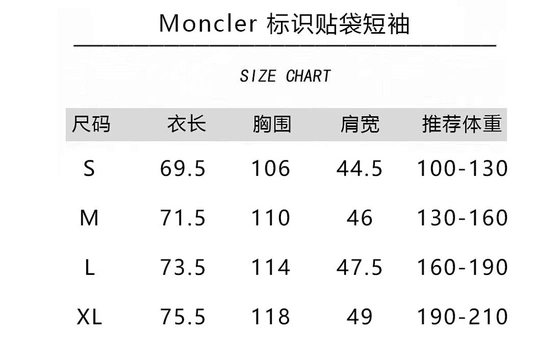 Moncler 标识贴袋短袖
SIZE CHART
尺码 衣长 胸围 肩宽 推荐体重
S 69.5 106 44.5 100-130
M 71.5 110 46 130-160
L 73.5 114 47.5 160-190
XL 75.5 118 49 190-210